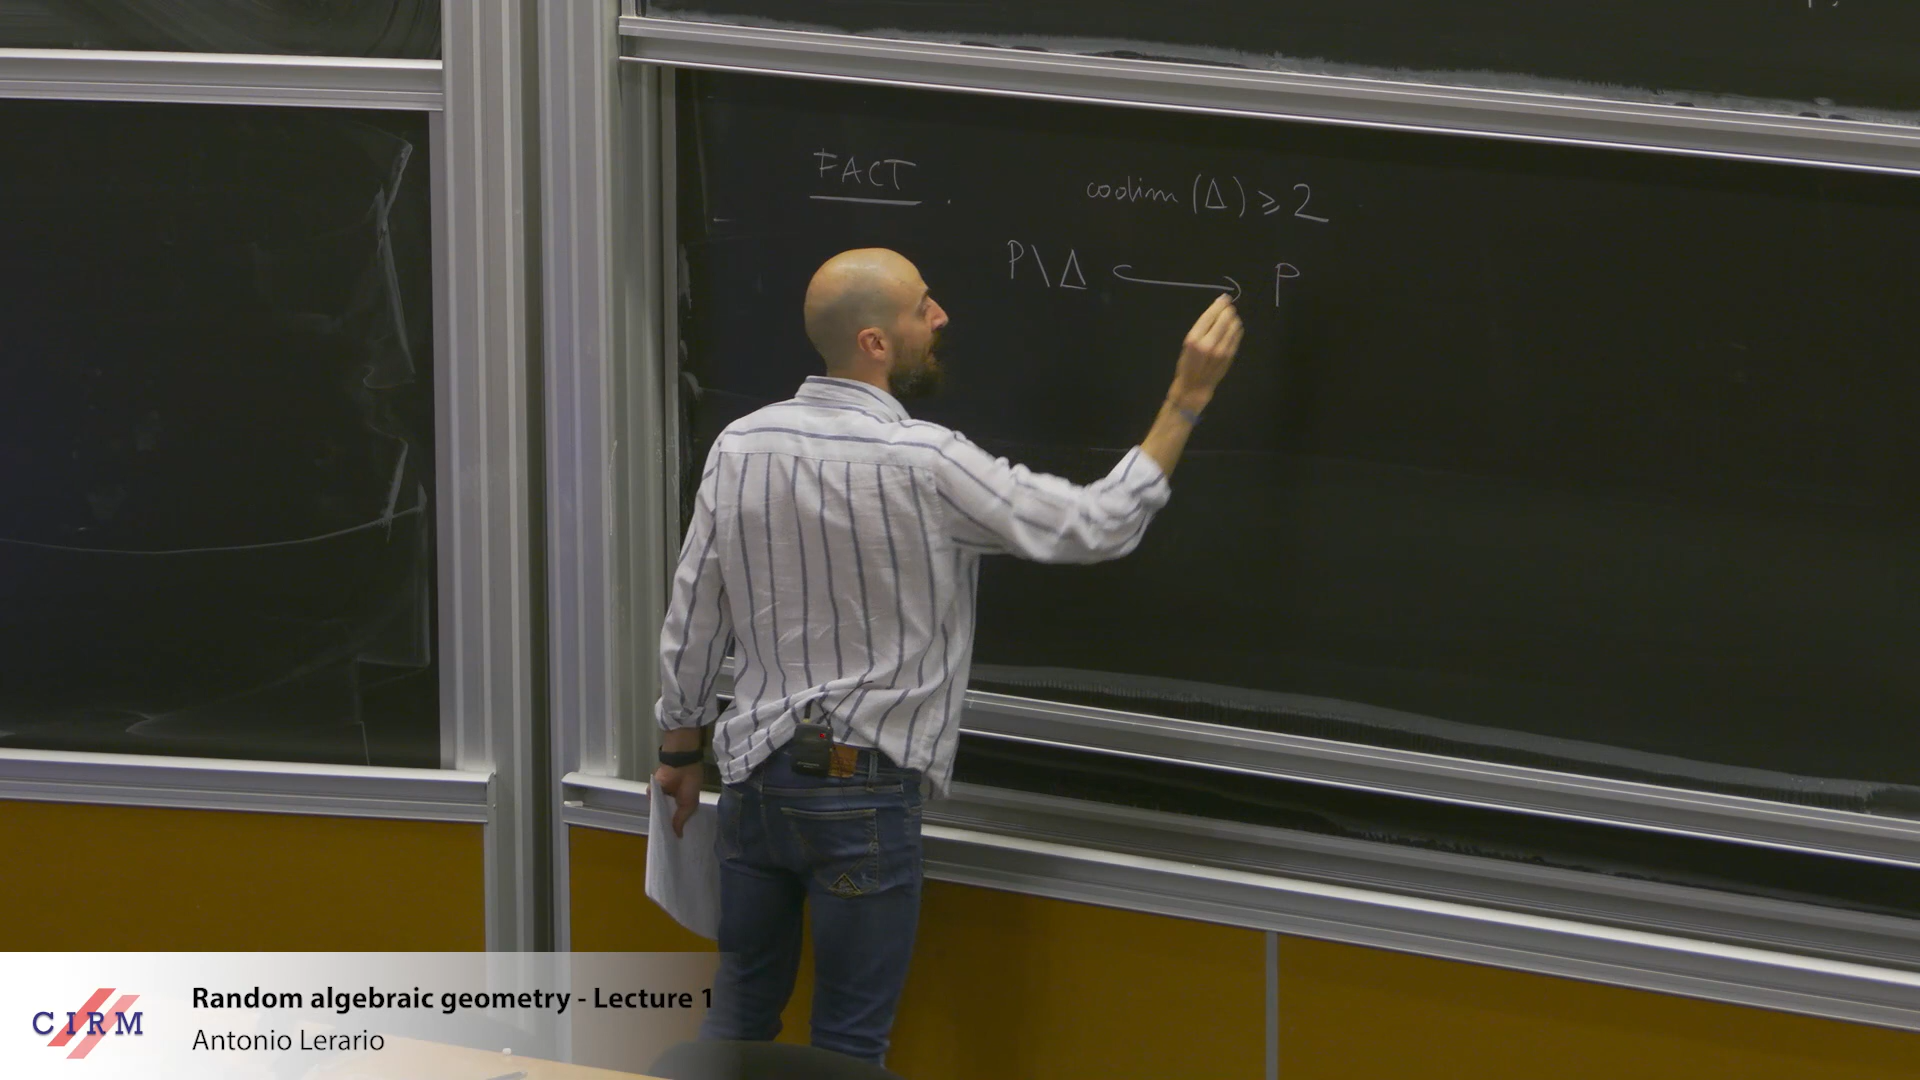 FACT . codim (Δ) ⩾ 2
P \ Δ ↪ P
CIRM
Random algebraic geometry - Lecture 1
Antonio Lerario